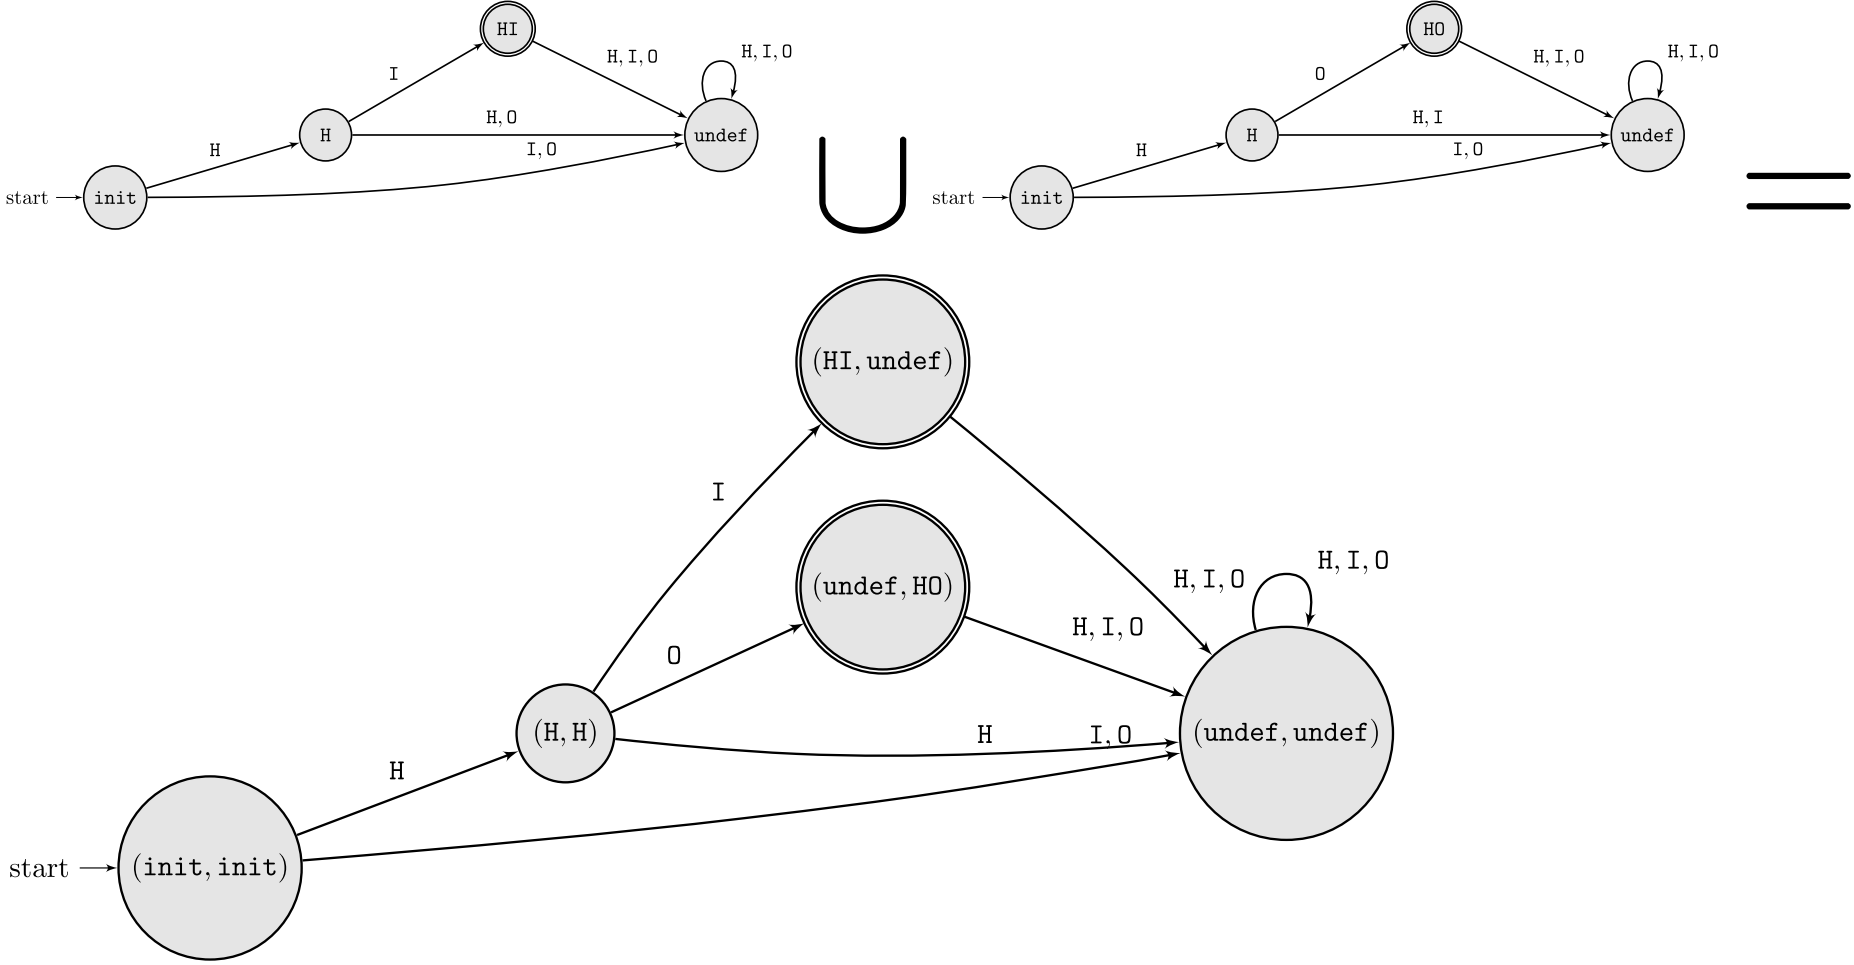 HI
HO
H, I, O
H, I, O
H, I, O
H, I, O
I
O
H
H, O
undef
H
H, I
undef
H
I, O
H
I, O
start
init
start
init
∪
=
(HI, undef)
I
(undef, HO)
H, I, O
H, I, O
H, I, O
O
(H, H)
H
I, O
(undef, undef)
H
start
(init, init)